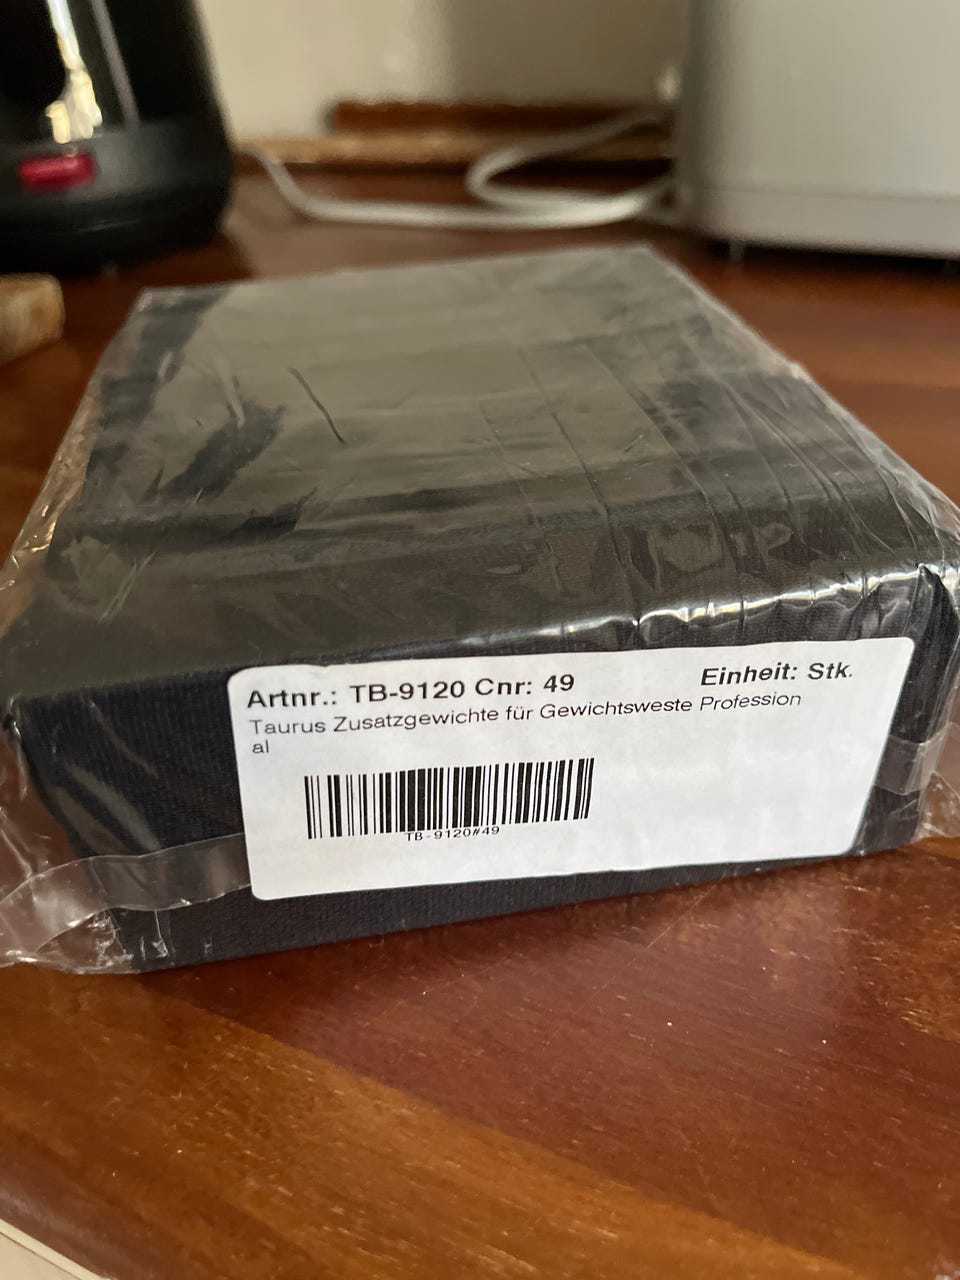 Artnr.: TB-9120 Cnr: 49 Einheit: Stk.
Taurus Zusatzgewichte für Gewichtsweste Profession
al
TB-9120#49